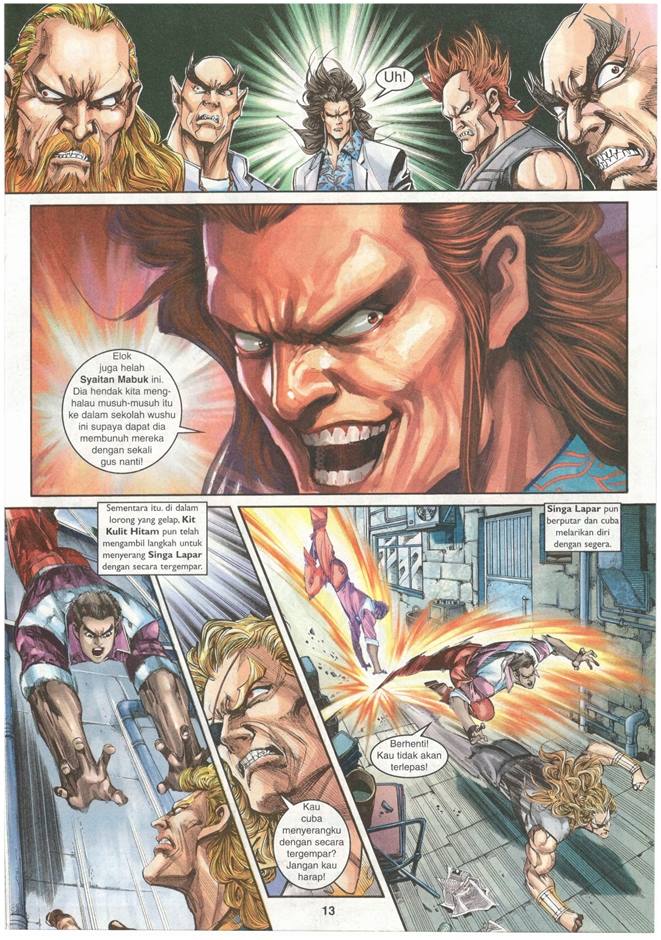 Uh!
Elok
juga helah
Syaitan Mabuk ini.
Dia hendak kita meng-
halau musuh-musuh itu
ke dalam sekolah wushu
ini supaya dapat dia
membunuh mereka
dengan sekali
gus nanti!
Sementara itu. di dalam
lorong yang gelap, Kit
Kulit Hitam pun telah
mengambil langkah untuk
menyerang Singa Lapar
dengan secara tergempar.
Kau
cuba
menyerangku
dengan secara
tergempar?
Jangan kau
harap!
Singa Lapar pun
berputar dan cuba
melarikan diri
dengan segera.
Berhenti!
Kau tidak akan
terlepas!
13